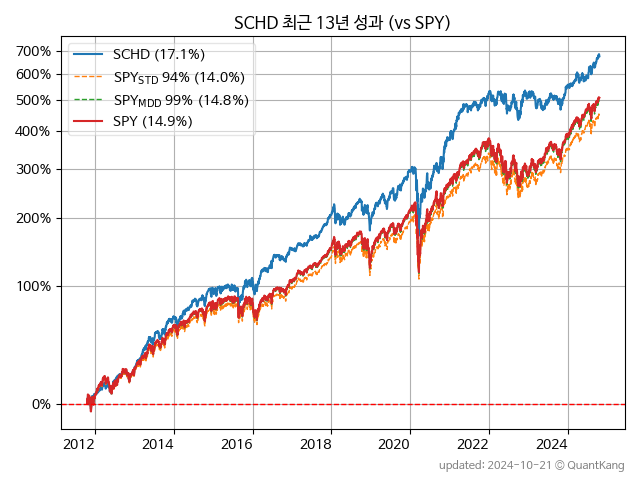 SCHD 최근 13년 성과 (vs SPY)
700%
600%
500%
400%
300%
200%
100%
0%
SCHD (17.1%)
SPY_STD 94% (14.0%)
SPY_MDD 99% (14.8%)
SPY (14.9%)
2012 2014 2016 2018 2020 2022 2024
updated: 2024-10-21 © QuantKang